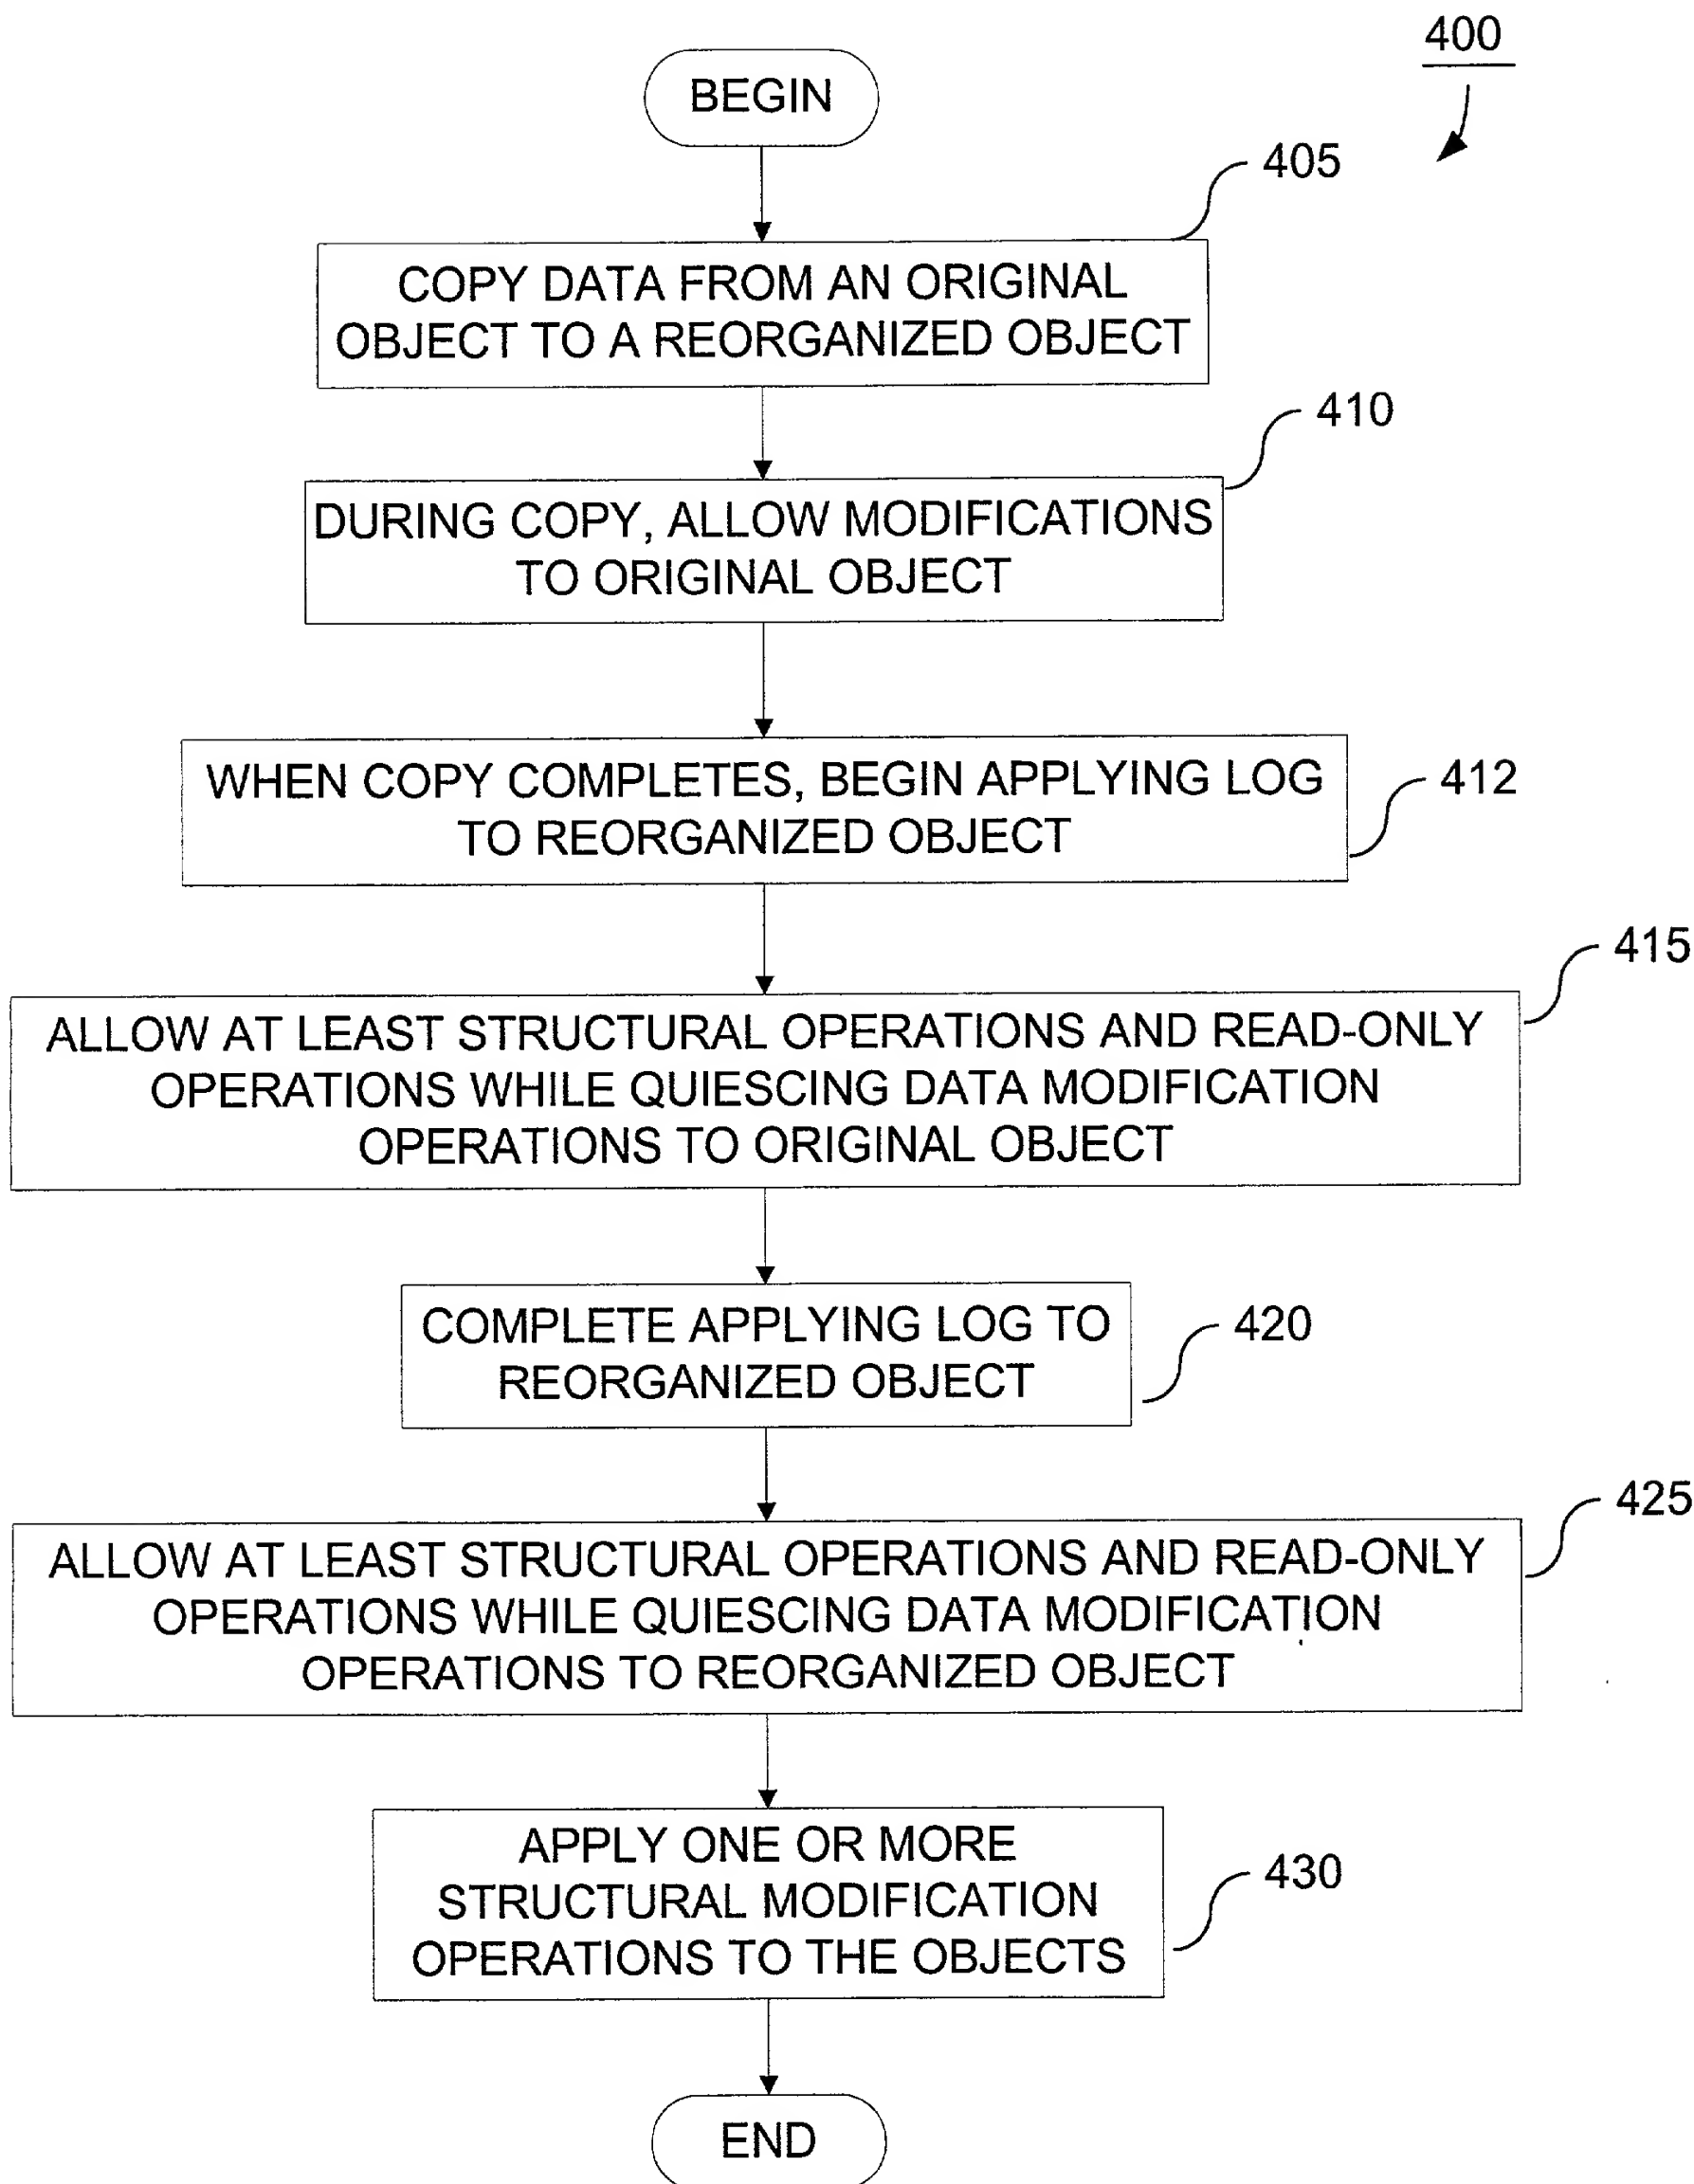 400
BEGIN
405
COPY DATA FROM AN ORIGINAL
OBJECT TO A REORGANIZED OBJECT
410
DURING COPY, ALLOW MODIFICATIONS
TO ORIGINAL OBJECT
WHEN COPY COMPLETES, BEGIN APPLYING LOG
TO REORGANIZED OBJECT
412
415
ALLOW AT LEAST STRUCTURAL OPERATIONS AND READ-ONLY
OPERATIONS WHILE QUIESCING DATA MODIFICATION
OPERATIONS TO ORIGINAL OBJECT
COMPLETE APPLYING LOG TO
REORGANIZED OBJECT
420
425
ALLOW AT LEAST STRUCTURAL OPERATIONS AND READ-ONLY
OPERATIONS WHILE QUIESCING DATA MODIFICATION
OPERATIONS TO REORGANIZED OBJECT
APPLY ONE OR MORE
STRUCTURAL MODIFICATION
OPERATIONS TO THE OBJECTS
430
END